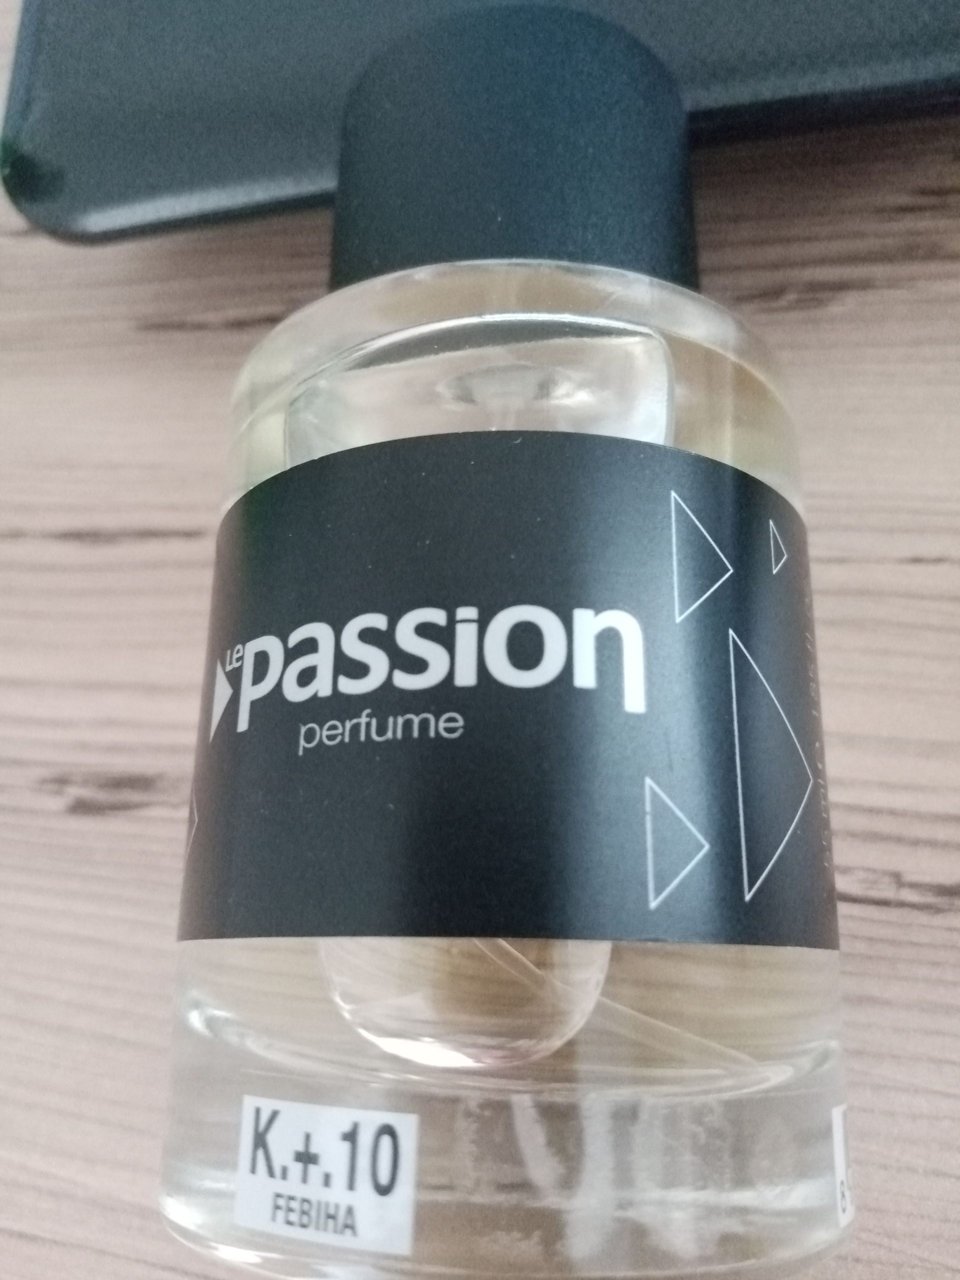 Le passion
perfume
K.+.10
FEBIHA